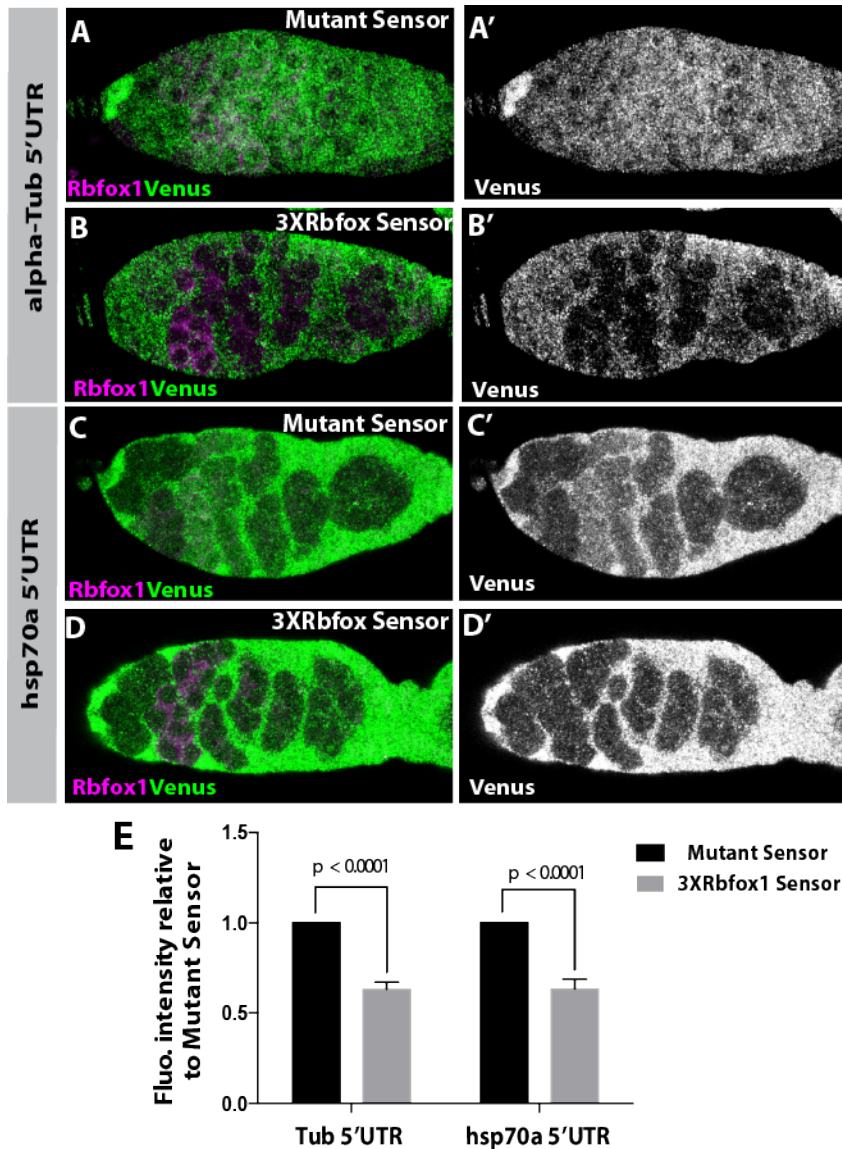 alpha-Tub 5'UTR
A
Mutant Sensor
Rbfox1Venus
A'
Venus
B
3XRbfox Sensor
Rbfox1Venus
B'
Venus
hsp70a 5'UTR
C
Mutant Sensor
Rbfox1Venus
C'
Venus
D
3XRbfox Sensor
Rbfox1Venus
D'
Venus
E
Fluo. intensity relative
to Mutant Sensor
1.5
1.0
0.5
0.0
p < 0.0001
p < 0.0001
Mutant Sensor
3XRbfox1 Sensor
Tub 5'UTR
hsp70a 5'UTR